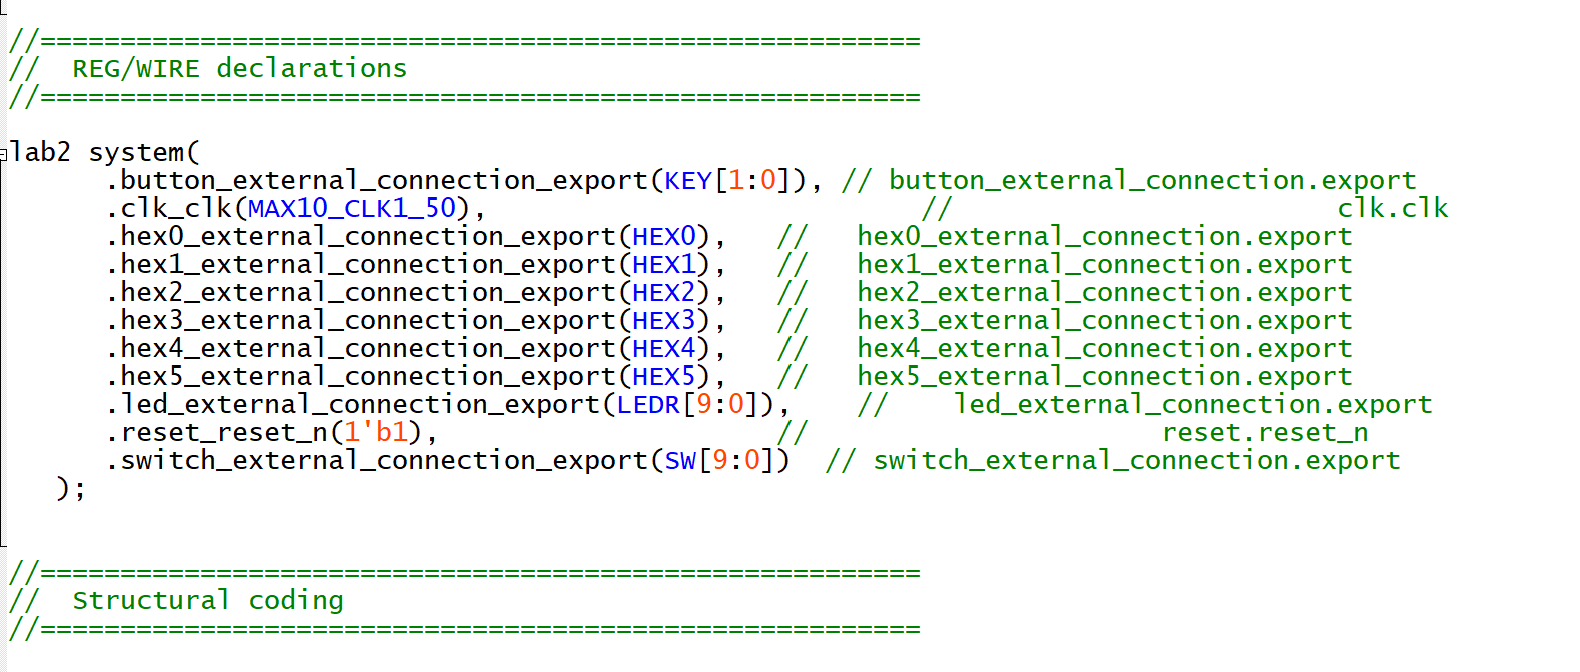 //=======================================================
//  REG/WIRE declarations
//=======================================================
lab2 system(
.button_external_connection_export(KEY[1:0]), // button_external_connection.export
.clk_clk(MAX10_CLK1_50), // clk.clk
.hex0_external_connection_export(HEX0), // hex0_external_connection.export
.hex1_external_connection_export(HEX1), // hex1_external_connection.export
.hex2_external_connection_export(HEX2), // hex2_external_connection.export
.hex3_external_connection_export(HEX3), // hex3_external_connection.export
.hex4_external_connection_export(HEX4), // hex4_external_connection.export
.hex5_external_connection_export(HEX5), // hex5_external_connection.export
.led_external_connection_export(LEDR[9:0]), // led_external_connection.export
.reset_reset_n(1'b1), // reset.reset_n
.switch_external_connection_export(SW[9:0]) // switch_external_connection.export
);
//=======================================================
//  Structural coding
//=======================================================